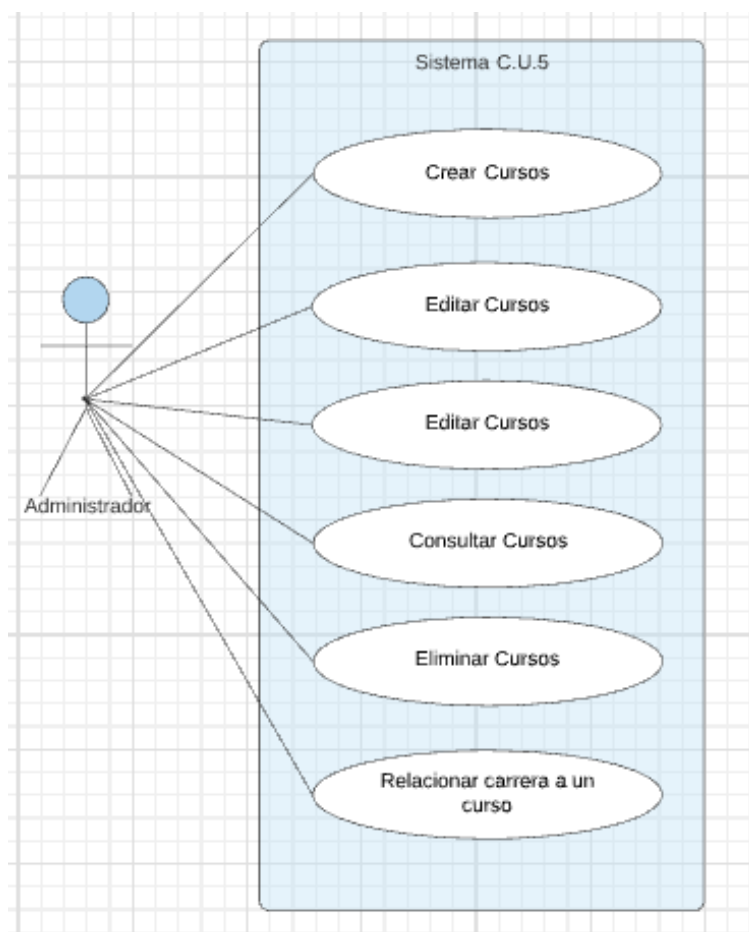 Sistema C.U.5
Crear Cursos
Editar Cursos
Editar Cursos
Administrador
Consultar Cursos
Eliminar Cursos
Relacionar carrera a un
curso